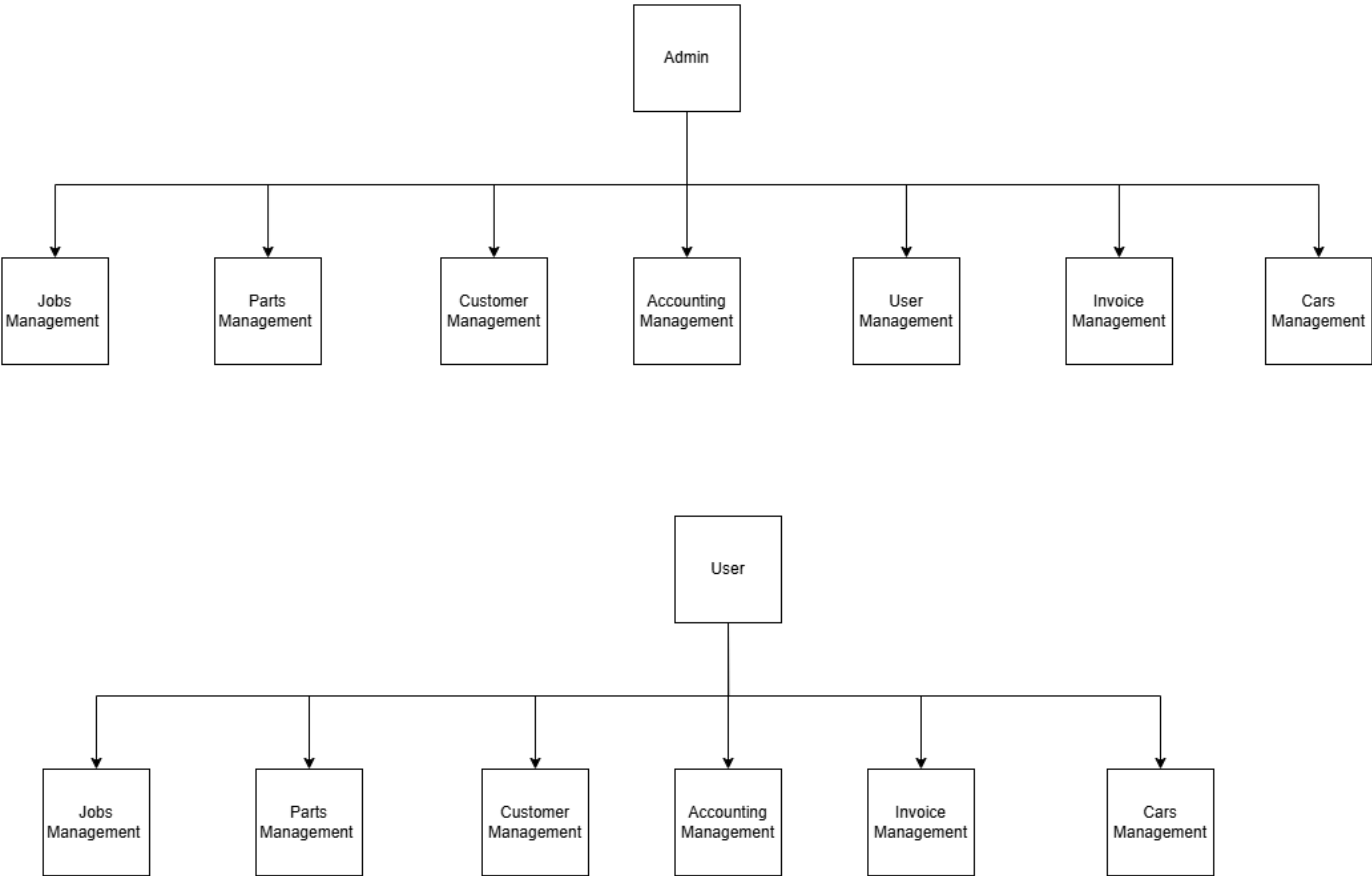 Admin
Jobs
Management
Parts
Management
Customer
Management
Accounting
Management
User
Management
Invoice
Management
Cars
Management
User
Jobs
Management
Parts
Management
Customer
Management
Accounting
Management
Invoice
Management
Cars
Management